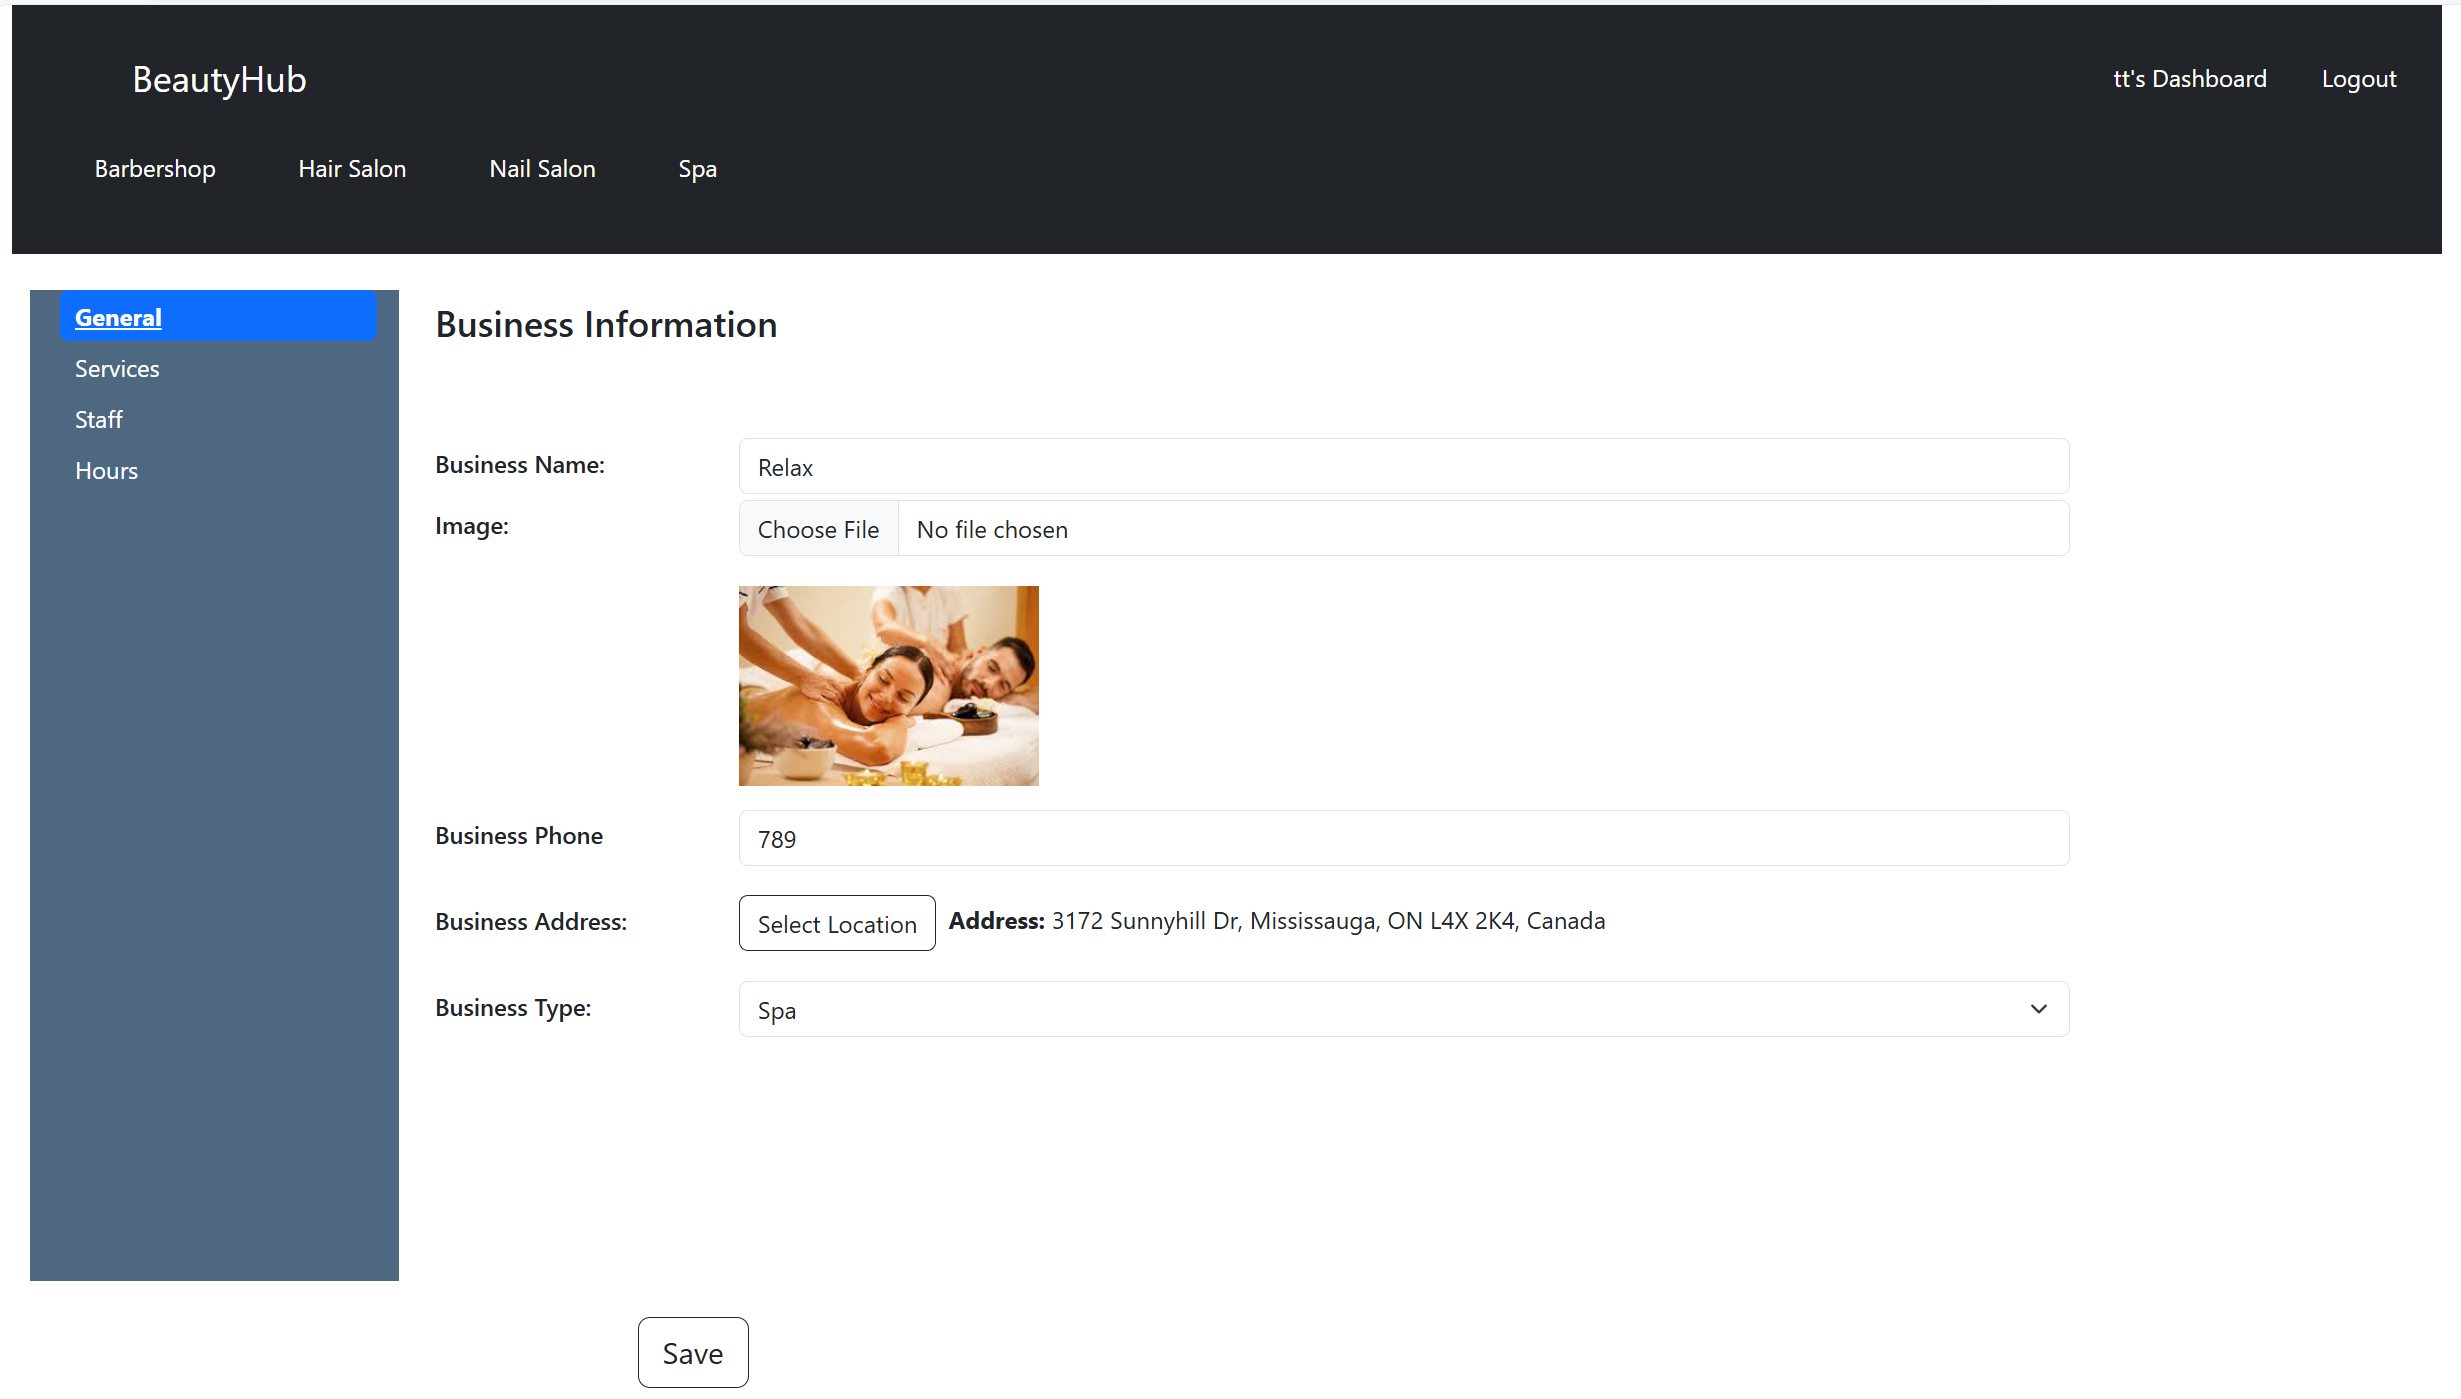 BeautyHub
tt's Dashboard
Logout
Barbershop
Hair Salon
Nail Salon
Spa
General
Services
Staff
Hours
Business Information
Business Name:
Relax
Image:
Choose File
No file chosen
Business Phone
789
Business Address:
Select Location
Address: 3172 Sunnyhill Dr, Mississauga, ON L4X 2K4, Canada
Business Type:
Spa
Save